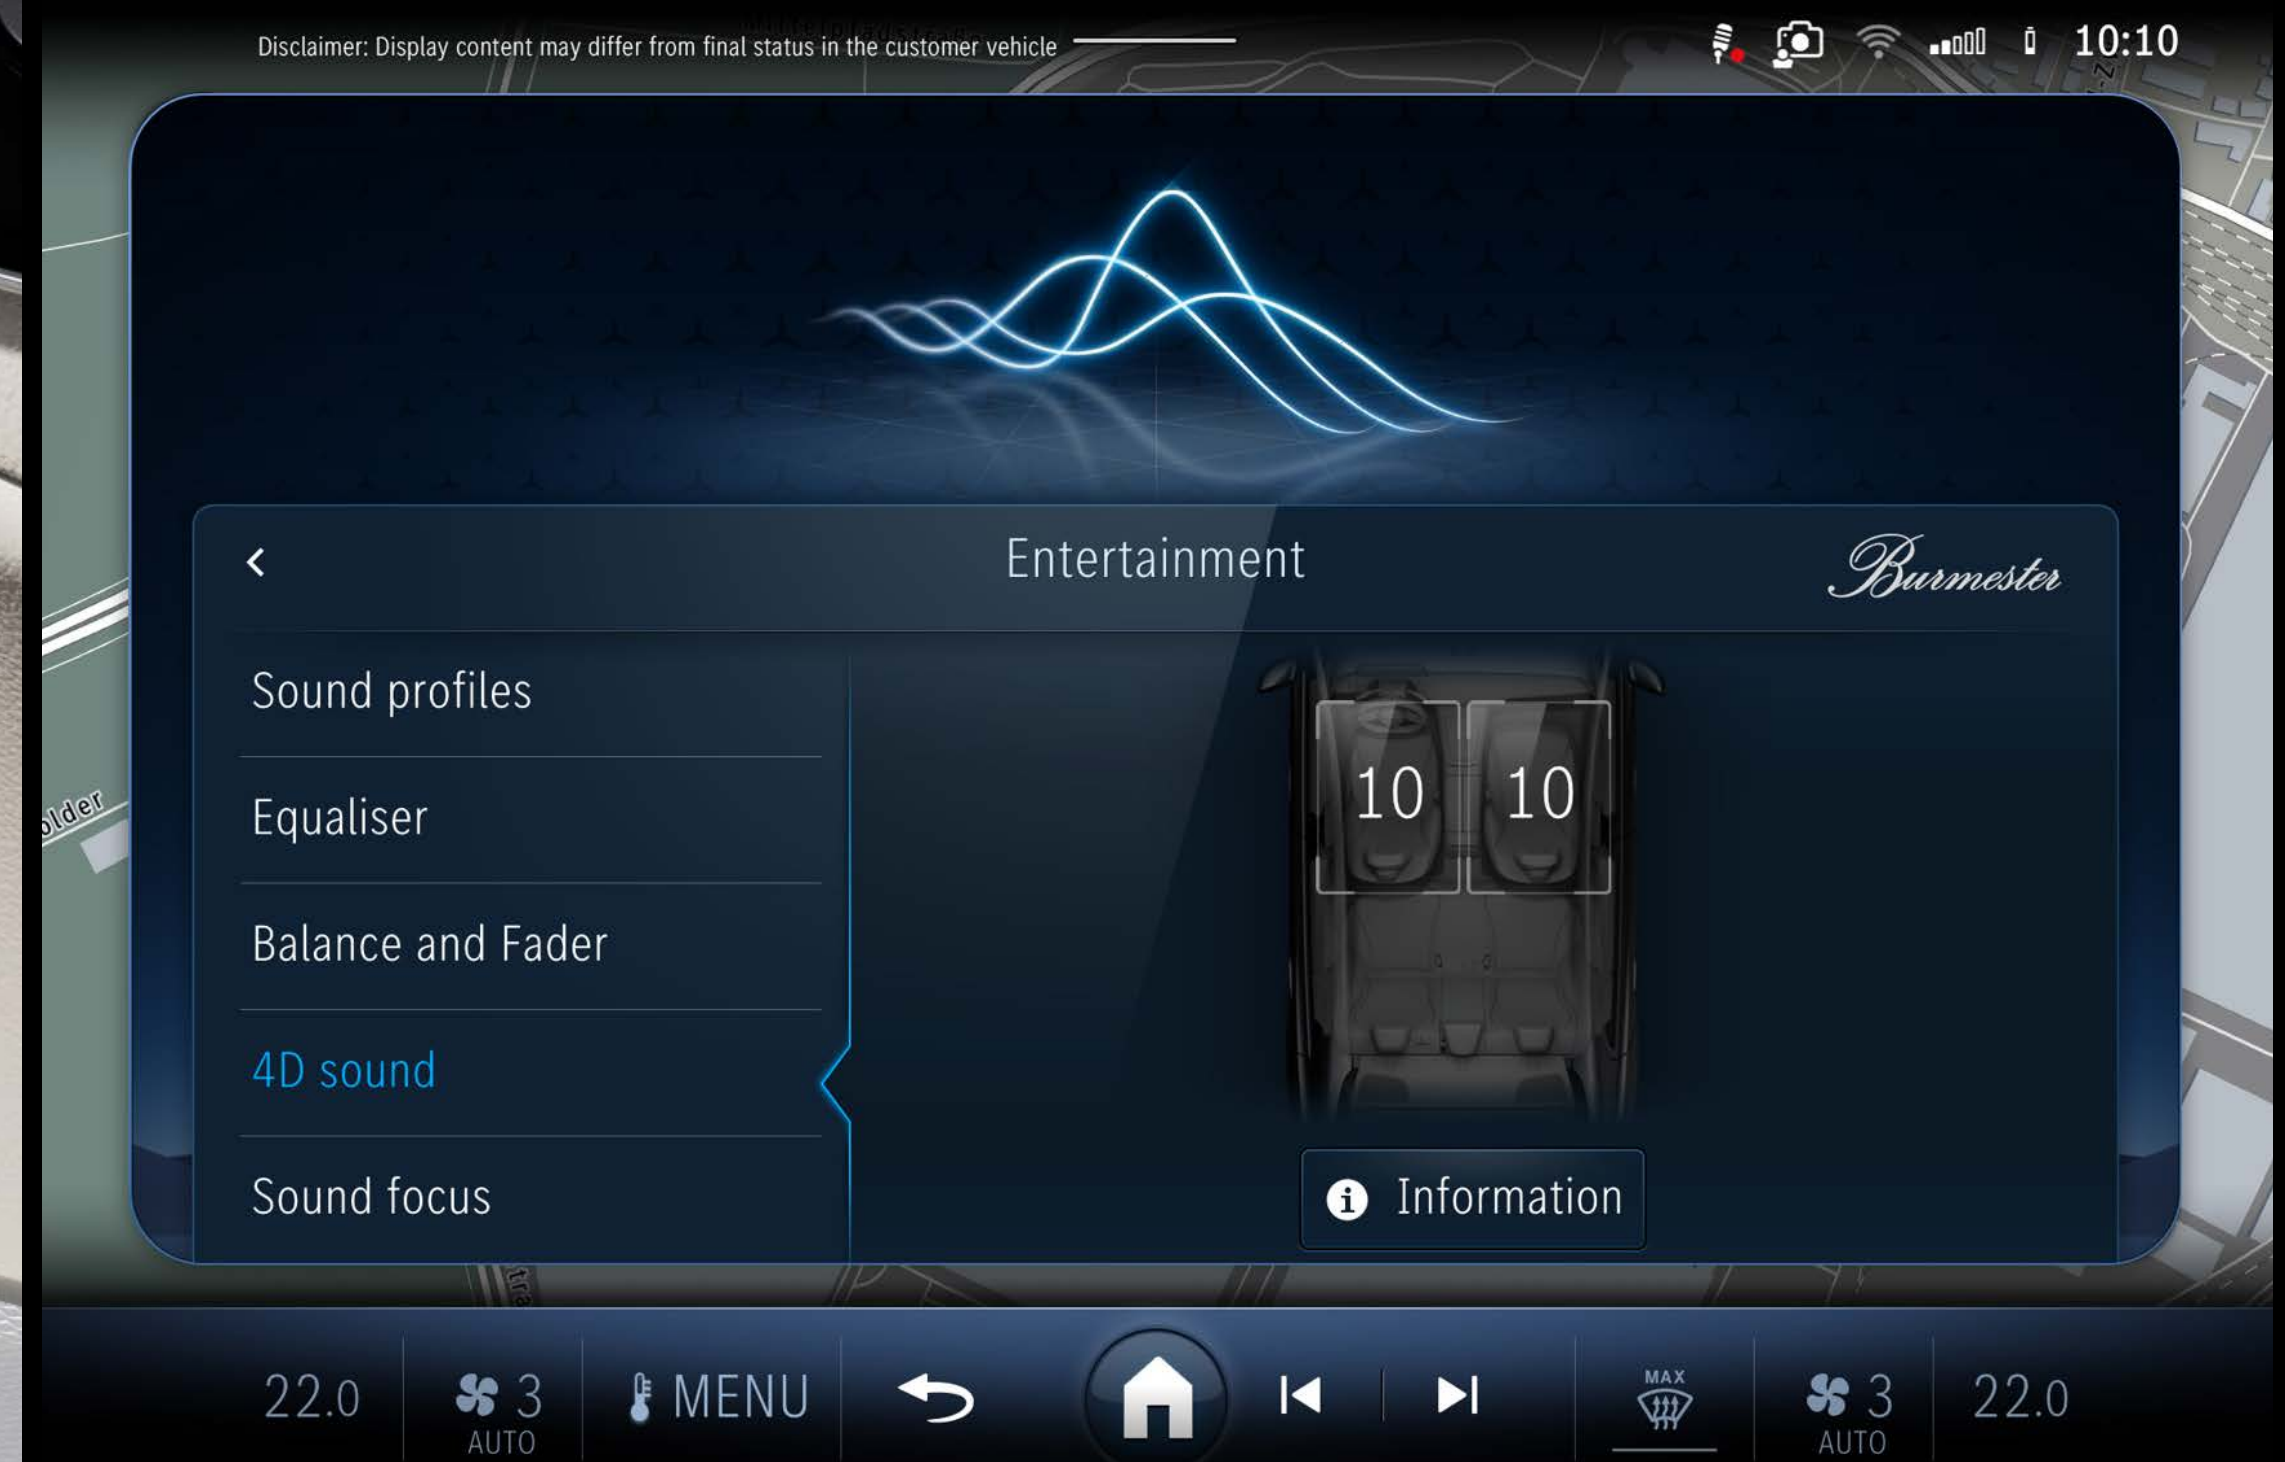 Disclaimer: Display content may differ from final status in the customer vehicle
10:10
Entertainment
Burmester
Sound profiles
Equaliser
Balance and Fader
4D sound
Sound focus
10 10
Information
older
22.0
3
AUTO
MENU
MAX
3
AUTO
22.0